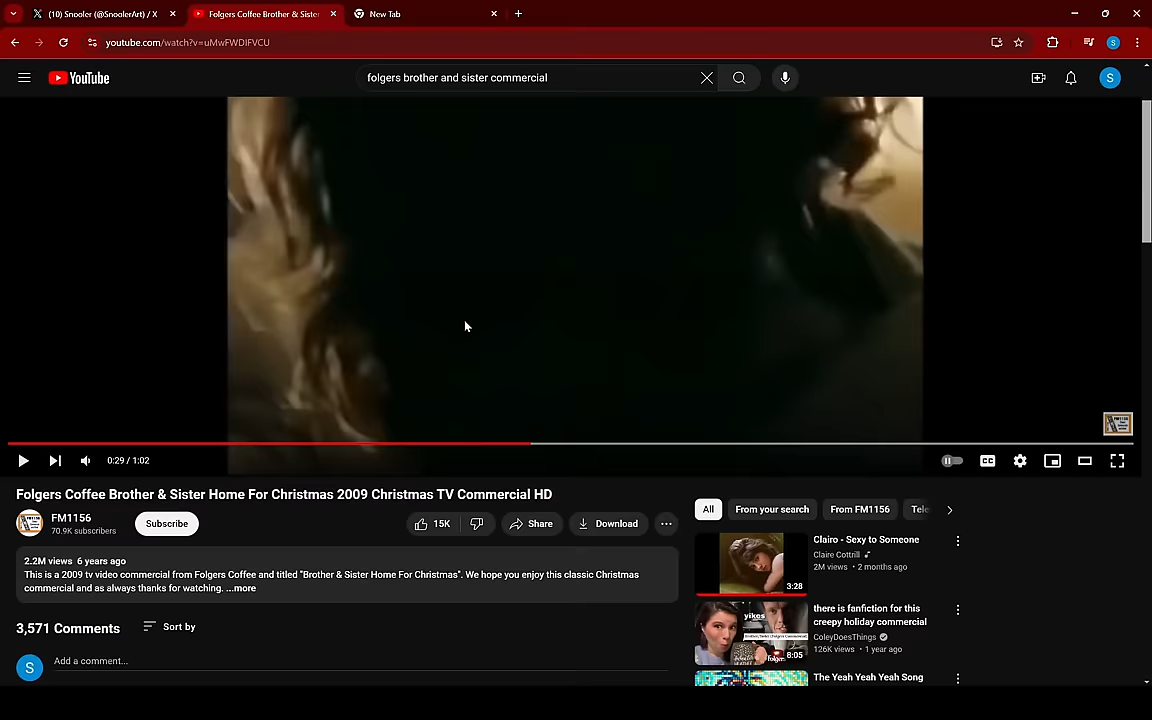 (10) Snooler (@SnoolerArt) / X
Folgers Coffee Brother & Sister
New Tab
youtube.com/watch?v=uMwFWDIFVCU
S
YouTube
folgers brother and sister commercial
S
0:29 / 1:02
CC
Folgers Coffee Brother & Sister Home For Christmas 2009 Christmas TV Commercial HD
FM1156
70.9K subscribers
Subscribe
15K
Share
Download
2.2M views 6 years ago
This is a 2009 tv video commercial from Folgers Coffee and titled "Brother & Sister Home For Christmas". We hope you enjoy this classic Christmas
commercial and as always thanks for watching. ...more
3,571 Comments
Sort by
S
Add a comment...
All
From your search
From FM1156
Tele
3:28
Clairo - Sexy to Someone
Claire Cottrill
2M views • 2 months ago
yikes
8:05
there is fanfiction for this
creepy holiday commercial
ColeyDoesThings
126K views • 1 year ago
The Yeah Yeah Yeah Song